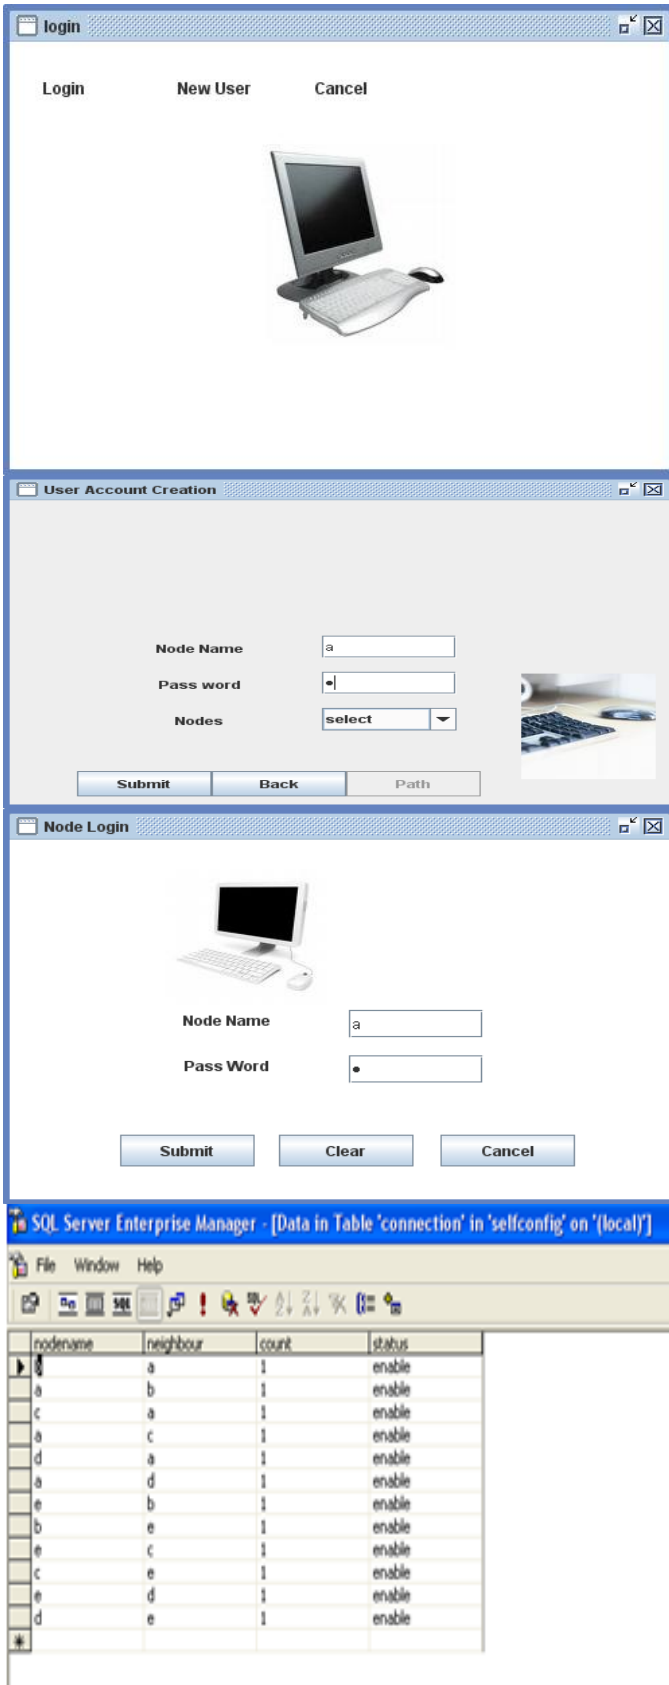 login
Login New User Cancel
User Account Creation
Node Name a
Pass word
Nodes select
Submit Back Path
Node Login
Node Name a
Pass Word
Submit Clear Cancel
SQL Server Enterprise Manager - [Data in Table 'connection' in 'selfconfig' on '(local)']
File Window Help
SQL SQL
nodename neighbour count status
a 1 enable
a b 1 enable
c a 1 enable
a c 1 enable
d a 1 enable
a d 1 enable
e b 1 enable
b e 1 enable
e c 1 enable
c e 1 enable
e d 1 enable
d e 1 enable